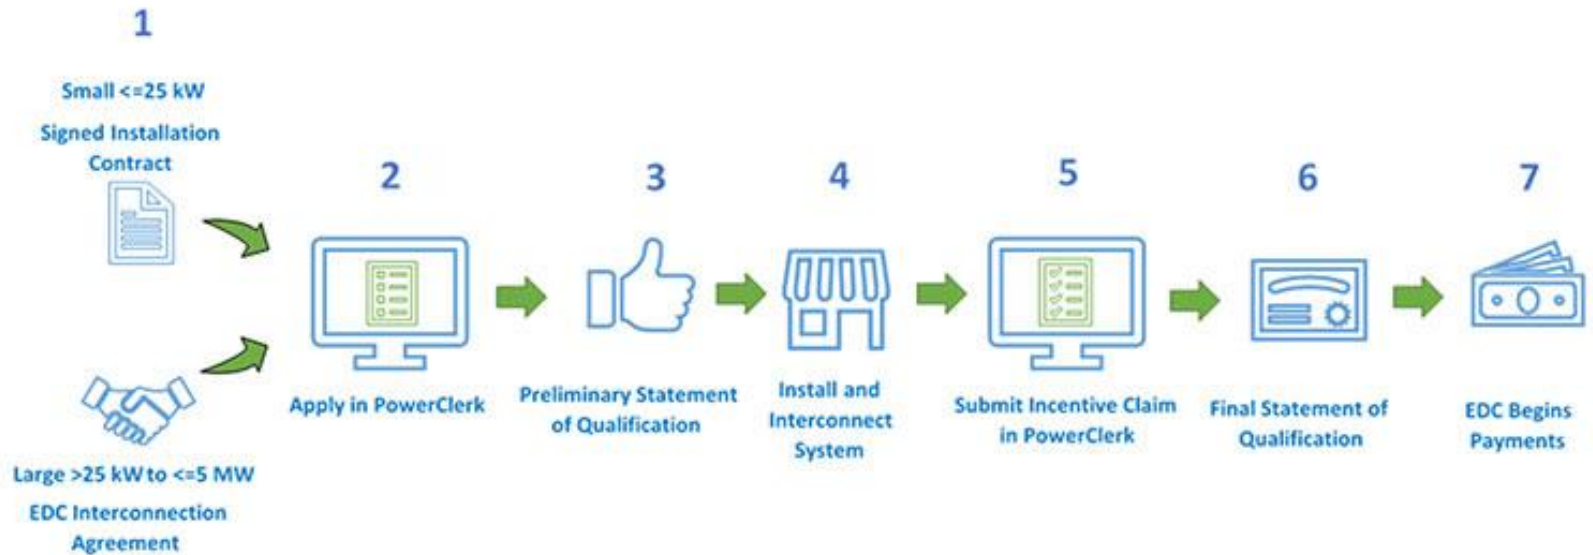 1
Small <=25 kW
Signed Installation
Contract
Large >25 kW to <=5 MW
EDC Interconnection
Agreement
2
Apply in PowerClerk
3
Preliminary Statement
of Qualification
4
Install and
Interconnect
System
5
Submit Incentive Claim
in PowerClerk
6
Final Statement of
Qualification
7
EDC Begins
Payments